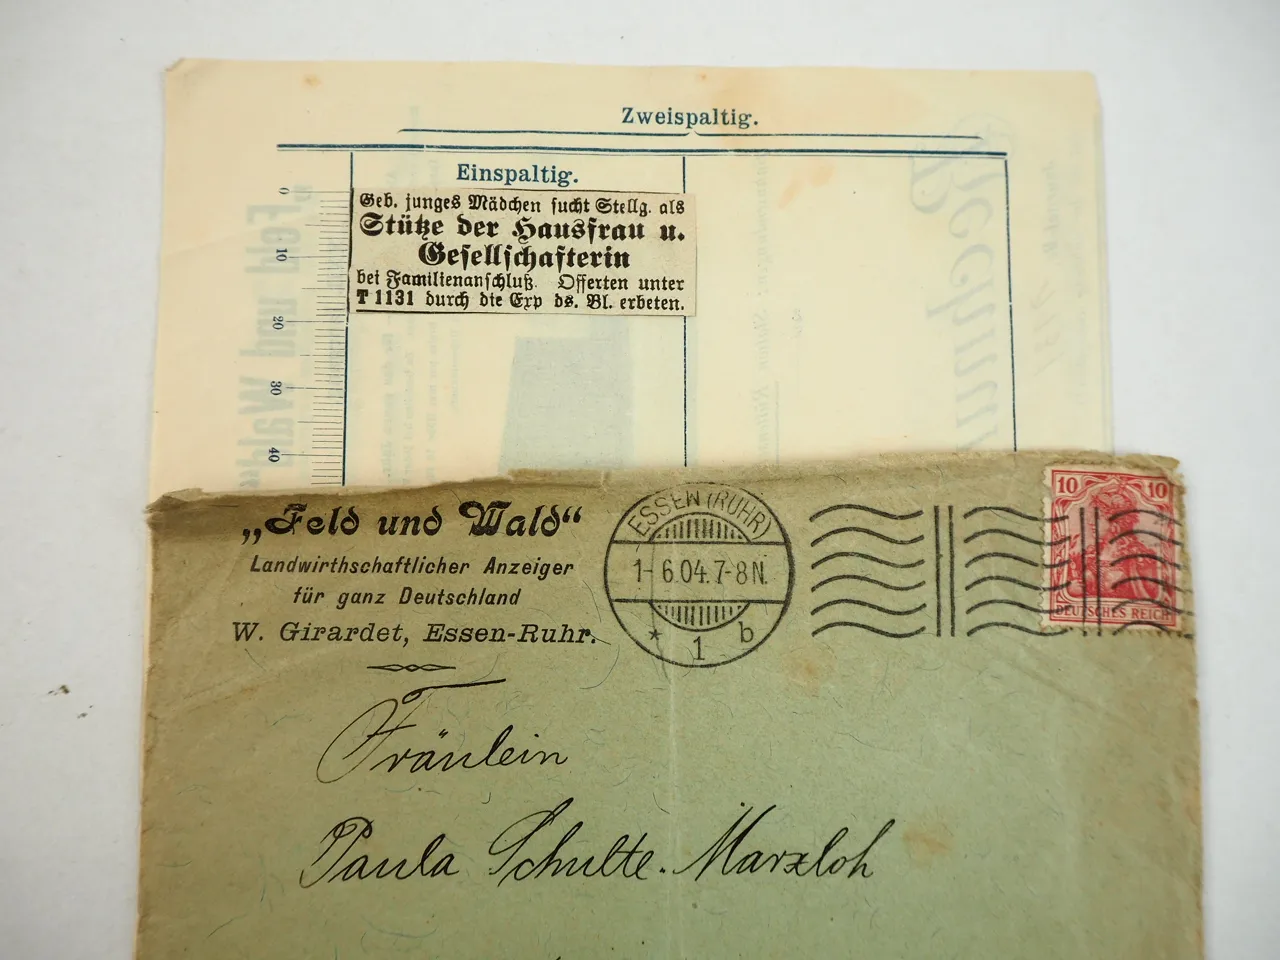 Zweispaltig.
Einspaltig.
0
10
20
30
40
Geb. junges Mädchen sucht Stellg. als
Stütze der Hausfrau u.
Gesellschafterin
bei Familienanschluß. Offerten unter
T 1131 durch die Exp ds. Bl. erbeten.
„Feld und Wald“
Landwirthschaftlicher Anzeiger
für ganz Deutschland
W. Girardet, Essen-Ruhr.
ESSEN (RUHR)
1-6.04.7-8N.
* 1 b
10 10
DEUTSCHES REICH
Fräulein
Paula Schulte-Marxloh